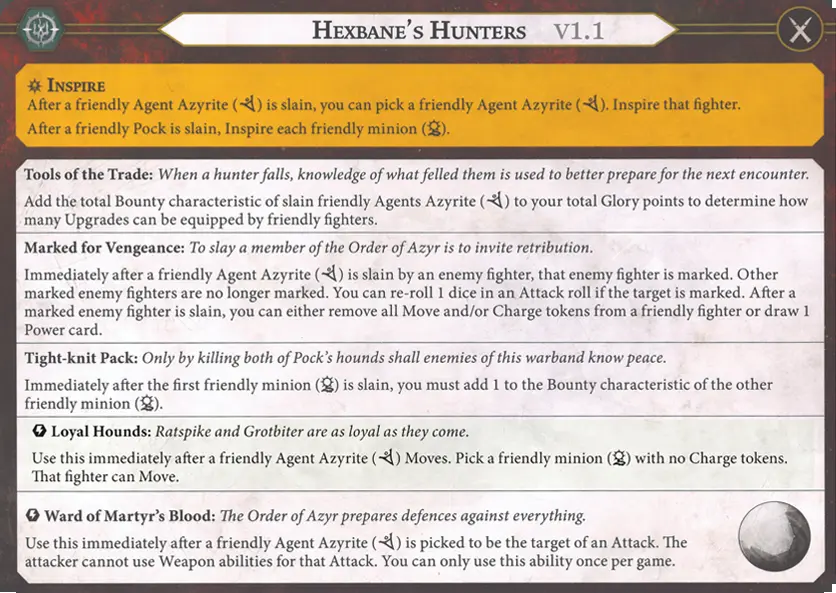 Hexbane's Hunters v1.1
Inspire
After a friendly Agent Azyrite () is slain, you can pick a friendly Agent Azyrite (). Inspire that fighter.
After a friendly Pock is slain, Inspire each friendly minion ().
Tools of the Trade: When a hunter falls, knowledge of what felled them is used to better prepare for the next encounter.
Add the total Bounty characteristic of slain friendly Agents Azyrite () to your total Glory points to determine how
many Upgrades can be equipped by friendly fighters.
Marked for Vengeance: To slay a member of the Order of Azyr is to invite retribution.
Immediately after a friendly Agent Azyrite () is slain by an enemy fighter, that enemy fighter is marked. Other
marked enemy fighters are no longer marked. You can re-roll 1 dice in an Attack roll if the target is marked. After a
marked enemy fighter is slain, you can either remove all Move and/or Charge tokens from a friendly fighter or draw 1
Power card.
Tight-knit Pack: Only by killing both of Pock's hounds shall enemies of this warband know peace.
Immediately after the first friendly minion () is slain, you must add 1 to the Bounty characteristic of the other
friendly minion ().
Loyal Hounds: Ratspike and Grotbiter are as loyal as they come.
Use this immediately after a friendly Agent Azyrite () Moves. Pick a friendly minion () with no Charge tokens.
That fighter can Move.
Ward of Martyr's Blood: The Order of Azyr prepares defences against everything.
Use this immediately after a friendly Agent Azyrite () is picked to be the target of an Attack. The
attacker cannot use Weapon abilities for that Attack. You can only use this ability once per game.